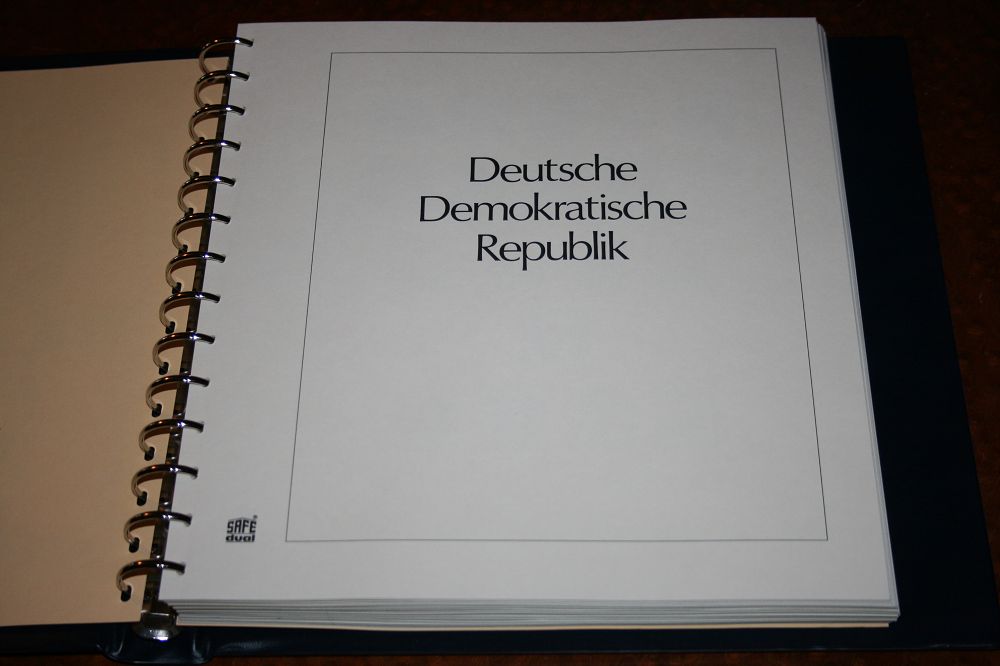 Deutsche
Demokratische
Republik
SAFE®
dual